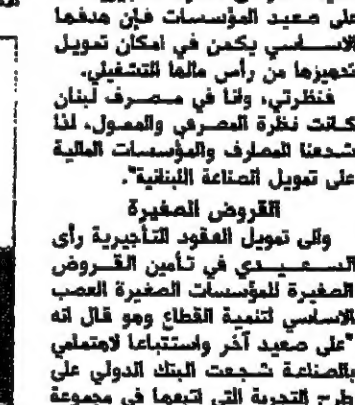 على صعيد المؤسسات فإن هدفها
الاساسي يكمن في امكان تمويل
تجهيزها من رأس مالها التشغيلي.
فنظرتي، وانا في مصرف لبنان
كانت نظرة المصرفي والممول، لذا
شجعنا المصارف والمؤسسات المالية
على تمويل الصناعة اللبنانية".
القروض الصغيرة
والى تمويل العقود التأجيرية رأى
السعيدي في تأمين القروض
الصغيرة للمؤسسات الصغيرة العصب
الاساسي لتنمية القطاع وهو قال انه
"على صعيد آخر واستتباعا لاهتمامي
بالصناعة شجعت البنك الدولي على
طرح التجربة التي اتبعها في مجموعة